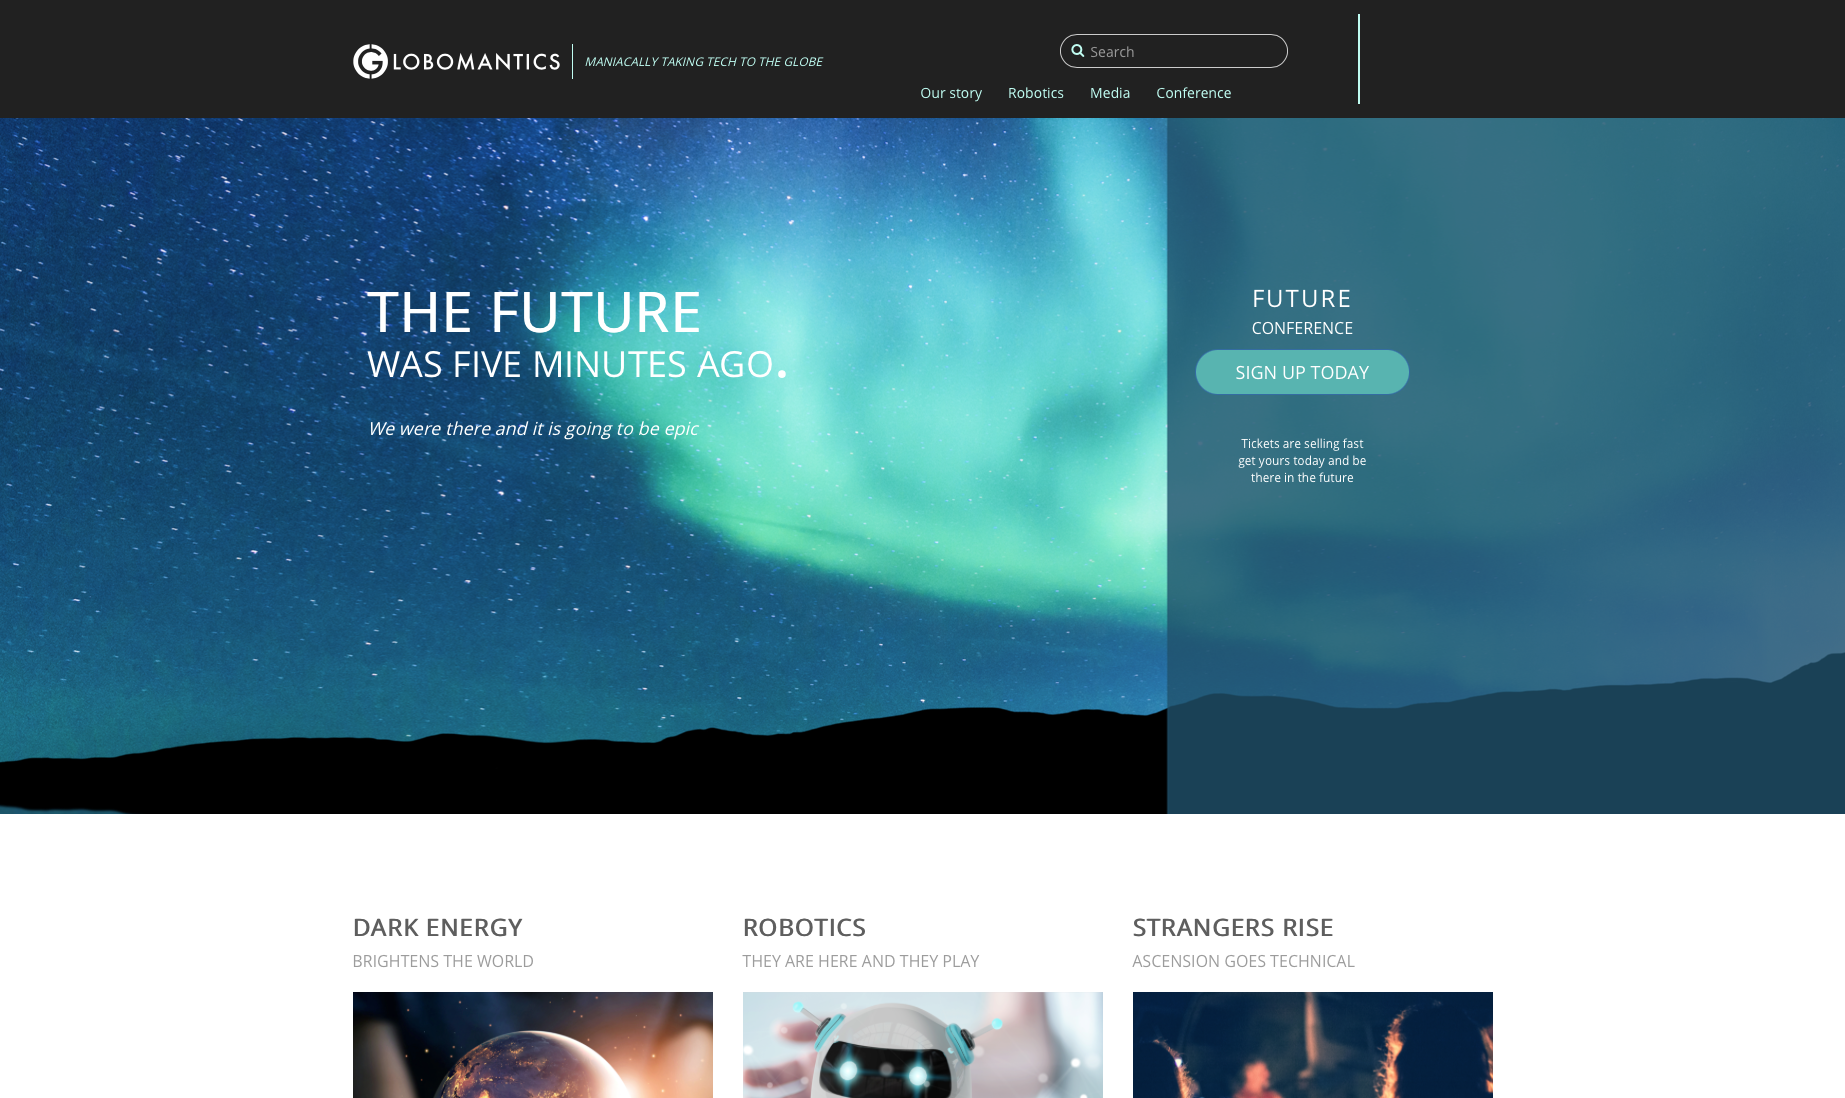 GLOBOMANTICS
MANIACALLY TAKING TECH TO THE GLOBE
Search
Our story Robotics Media Conference
THE FUTURE
WAS FIVE MINUTES AGO.
We were there and it is going to be epic
FUTURE
CONFERENCE
SIGN UP TODAY
Tickets are selling fast
get yours today and be
there in the future
DARK ENERGY
BRIGHTENS THE WORLD
ROBOTICS
THEY ARE HERE AND THEY PLAY
STRANGERS RISE
ASCENSION GOES TECHNICAL